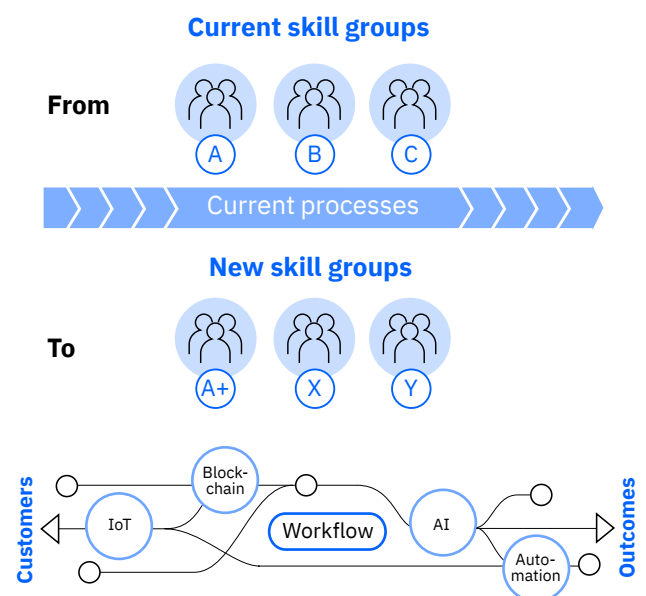 Current skill groups
From
A
B
C
Current processes
New skill groups
To
A+
X
Y
Customers
IoT
Block-
chain
Workflow
AI
Auto-
mation
Outcomes